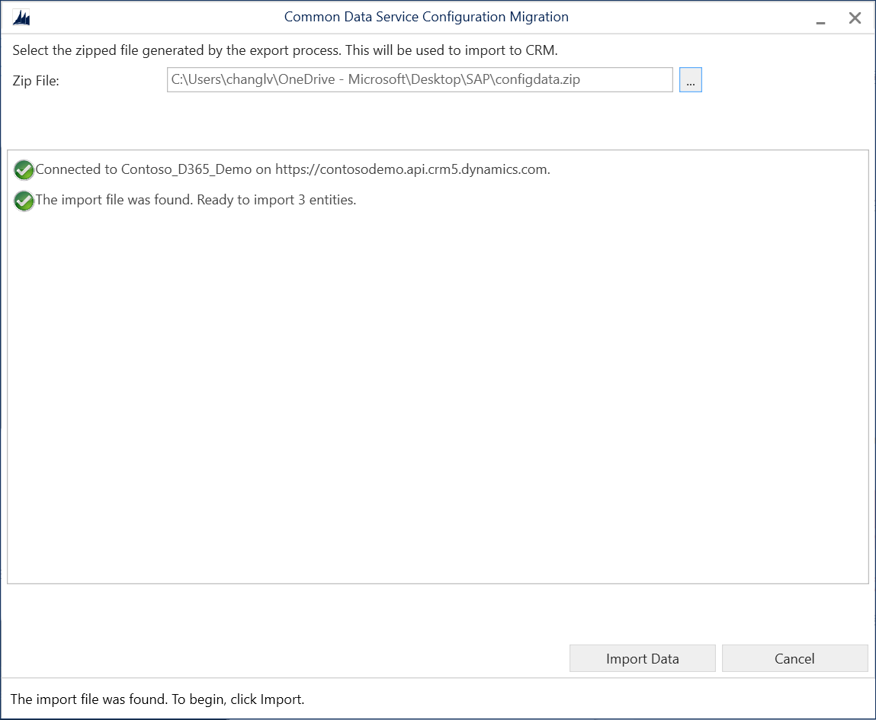 Common Data Service Configuration Migration
Select the zipped file generated by the export process. This will be used to import to CRM.
Zip File:
C:\Users\changlv\OneDrive - Microsoft\Desktop\SAP\configdata.zip
...
Connected to Contoso_D365_Demo on https://contosodemo.api.crm5.dynamics.com.
The import file was found. Ready to import 3 entities.
Import Data
Cancel
The import file was found. To begin, click Import.